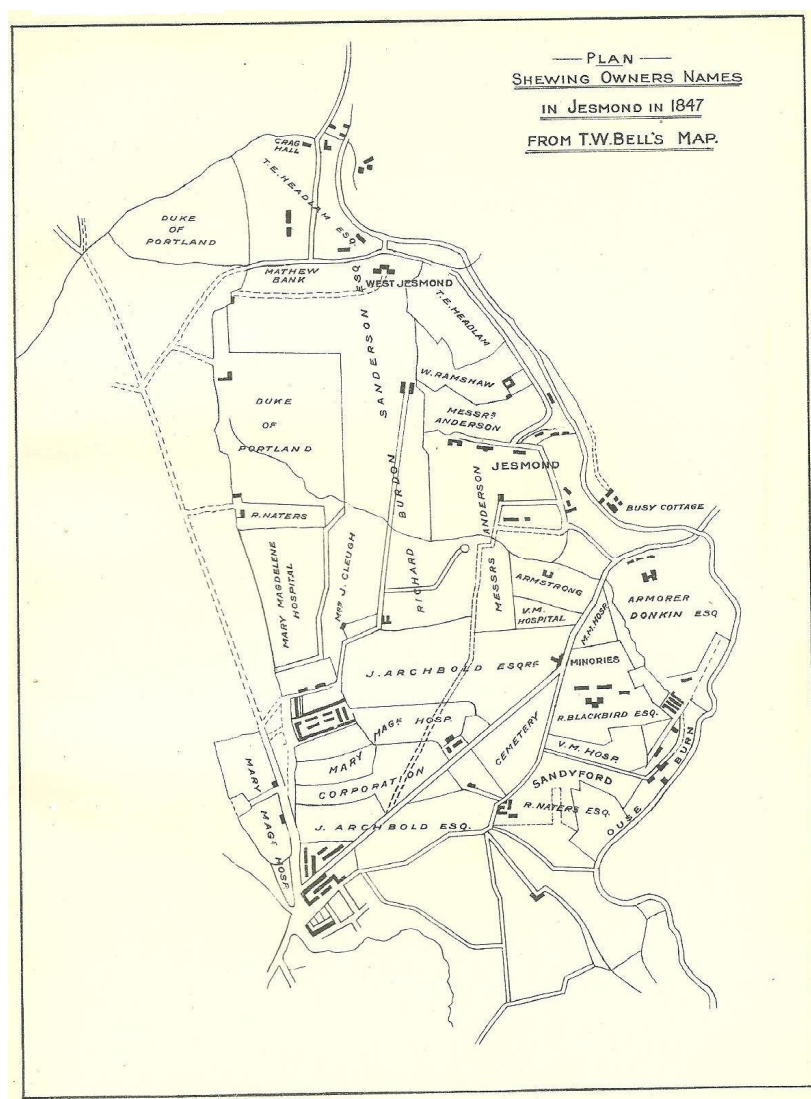 PLAN
SHEWING OWNERS NAMES
IN JESMOND IN 1847
FROM T.W.BELL'S MAP.
CRAG
HALL
T.E.HEADLAM ESQ.
DUKE
OF
PORTLAND
MATHEW
BANK
WEST JESMOND
T.E.HEADLAM
RICHARD BURDON SANDERSON ESQ
W.RAMSHAW
MESSRS
ANDERSON
DUKE
OF
PORTLAND
JESMOND
R.NATERS
MESSRS ANDERSON
BUSY COTTAGE
MARY MAGDELENE
HOSPITAL
MRS J.CLEUGH
ARMSTRONG
V.M.
HOSPITAL
M.M.HOSP.
ARMORER
DONKIN ESQ
J.ARCHBOLD ESQRE
MINORIES
R.BLACKBIRD ESQ.
MARY MAGE HOSP.
CEMETERY
V.M.HOSP.
CORPORATION
SANDYFORD
R.NATERS ESQ.
OUSE BURN
MARY MAGE HOSP.
J.ARCHBOLD ESQ.